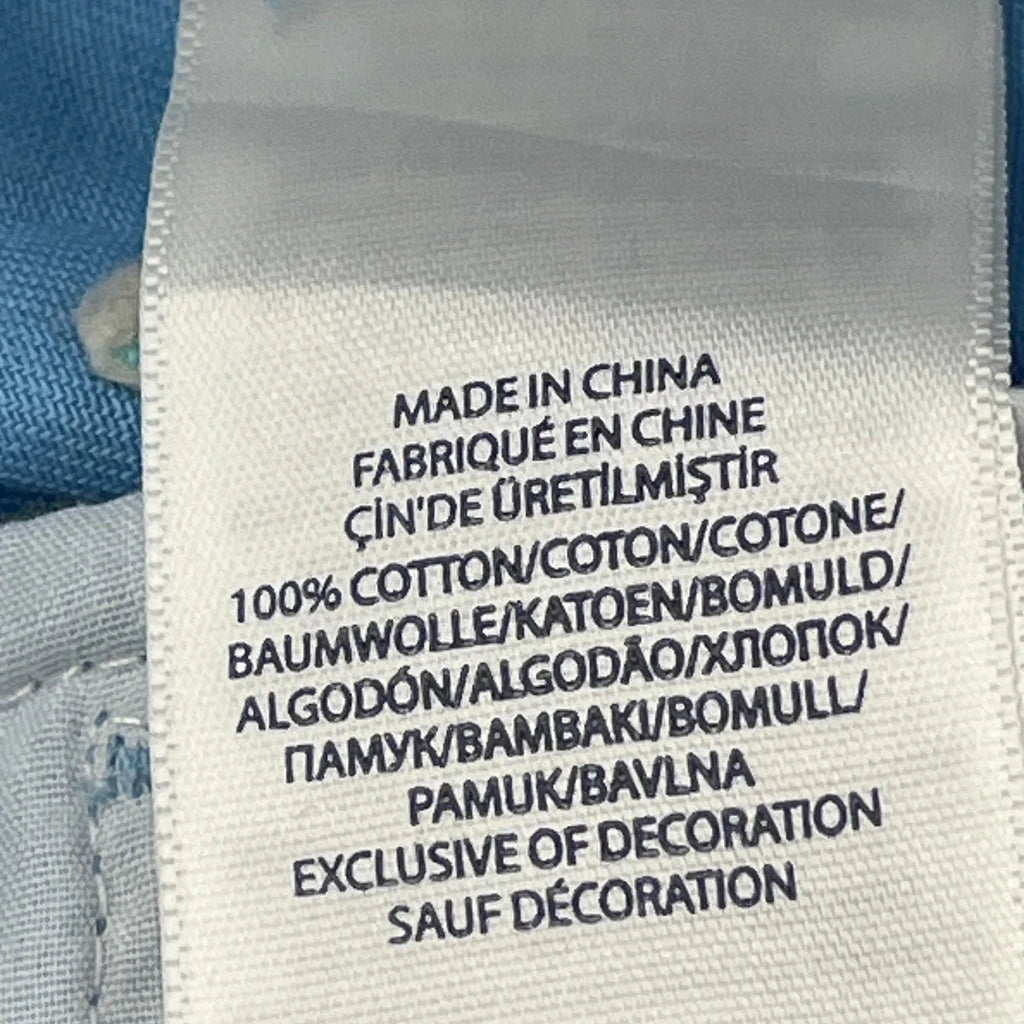 MADE IN CHINA
FABRIQUÉ EN CHINE
ÇİN'DE ÜRETİLMİŞTİR
100% COTTON/COTON/COTONE/
BAUMWOLLE/KATOEN/BOMULD/
ALGODÓN/ALGODÃO/ХЛОПОК/
ПАМУК/ΒΑΜΒΑΚΙ/BOMULL/
PAMUK/BAVLNA
EXCLUSIVE OF DECORATION
SAUF DÉCORATION